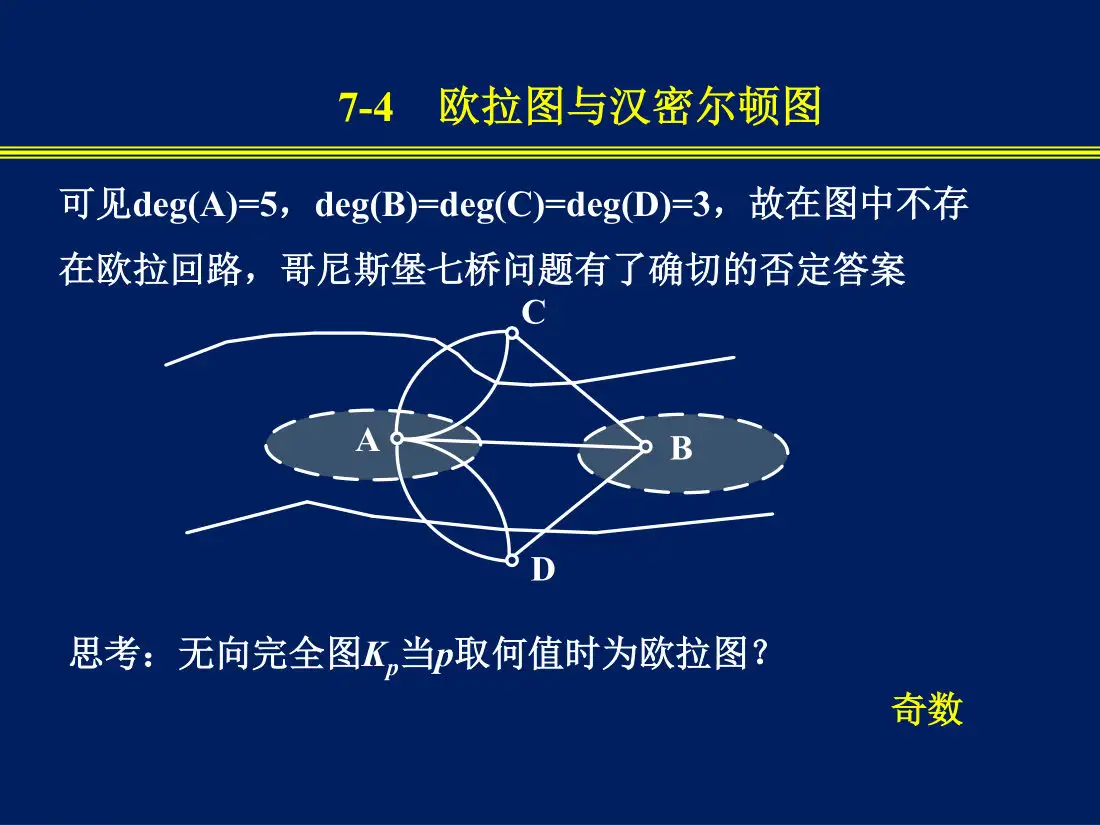 7-4 欧拉图与汉密尔顿图
可见deg(A)=5，deg(B)=deg(C)=deg(D)=3，故在图中不存
在欧拉回路，哥尼斯堡七桥问题有了确切的否定答案
C
A
B
D
思考：无向完全图Kp当p取何值时为欧拉图？
奇数